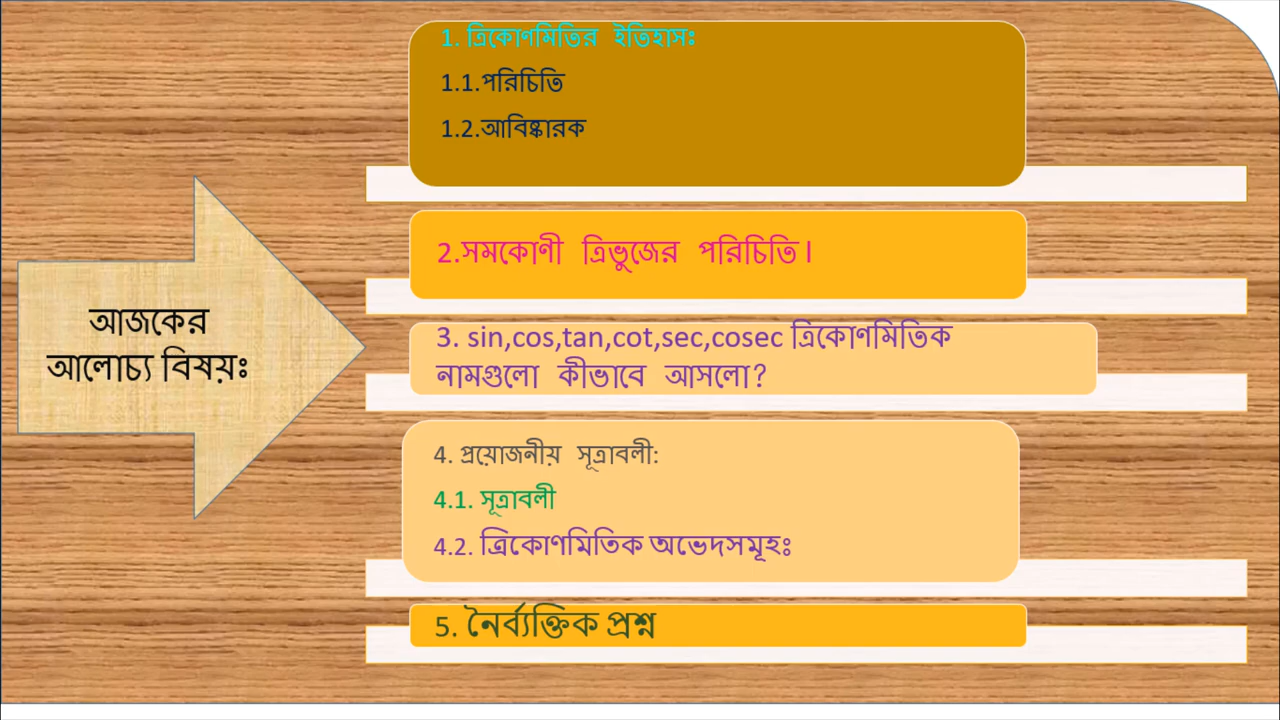 আজকের
আলোচ্য বিষয়ঃ
1. ত্রিকোণমিতির ইতিহাসঃ
1.1.পরিচিতি
1.2.আবিষ্কারক
2.সমকোণী ত্রিভুজের পরিচিতি।
3. sin,cos,tan,cot,sec,cosec ত্রিকোণমিতিক
নামগুলো কীভাবে আসলো?
4. প্রয়োজনীয় সূত্রাবলী:
4.1. সূত্রাবলী
4.2. ত্রিকোণমিতিক অভেদসমূহঃ
5. নৈর্ব্যক্তিক প্রশ্ন